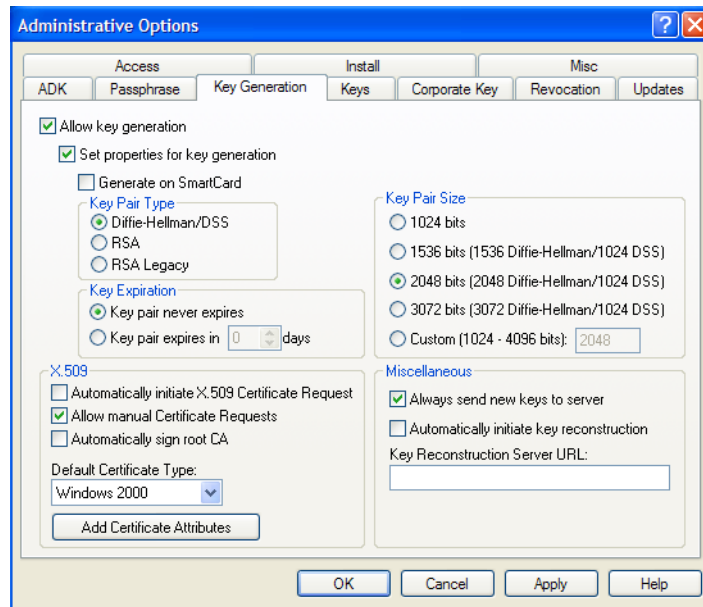 Administrative Options
Access Install Misc
ADK Passphrase Key Generation Keys Corporate Key Revocation Updates
Allow key generation
Set properties for key generation
Generate on SmartCard
Key Pair Type
Diffie-Hellman/DSS
RSA
RSA Legacy
Key Expiration
Key pair never expires
Key pair expires in 0 days
Key Pair Size
1024 bits
1536 bits (1536 Diffie-Hellman/1024 DSS)
2048 bits (2048 Diffie-Hellman/1024 DSS)
3072 bits (3072 Diffie-Hellman/1024 DSS)
Custom (1024 - 4096 bits): 2048
X.509
Automatically initiate X.509 Certificate Request
Allow manual Certificate Requests
Automatically sign root CA
Default Certificate Type:
Windows 2000
Add Certificate Attributes
Miscellaneous
Always send new keys to server
Automatically initiate key reconstruction
Key Reconstruction Server URL:
OK Cancel Apply Help